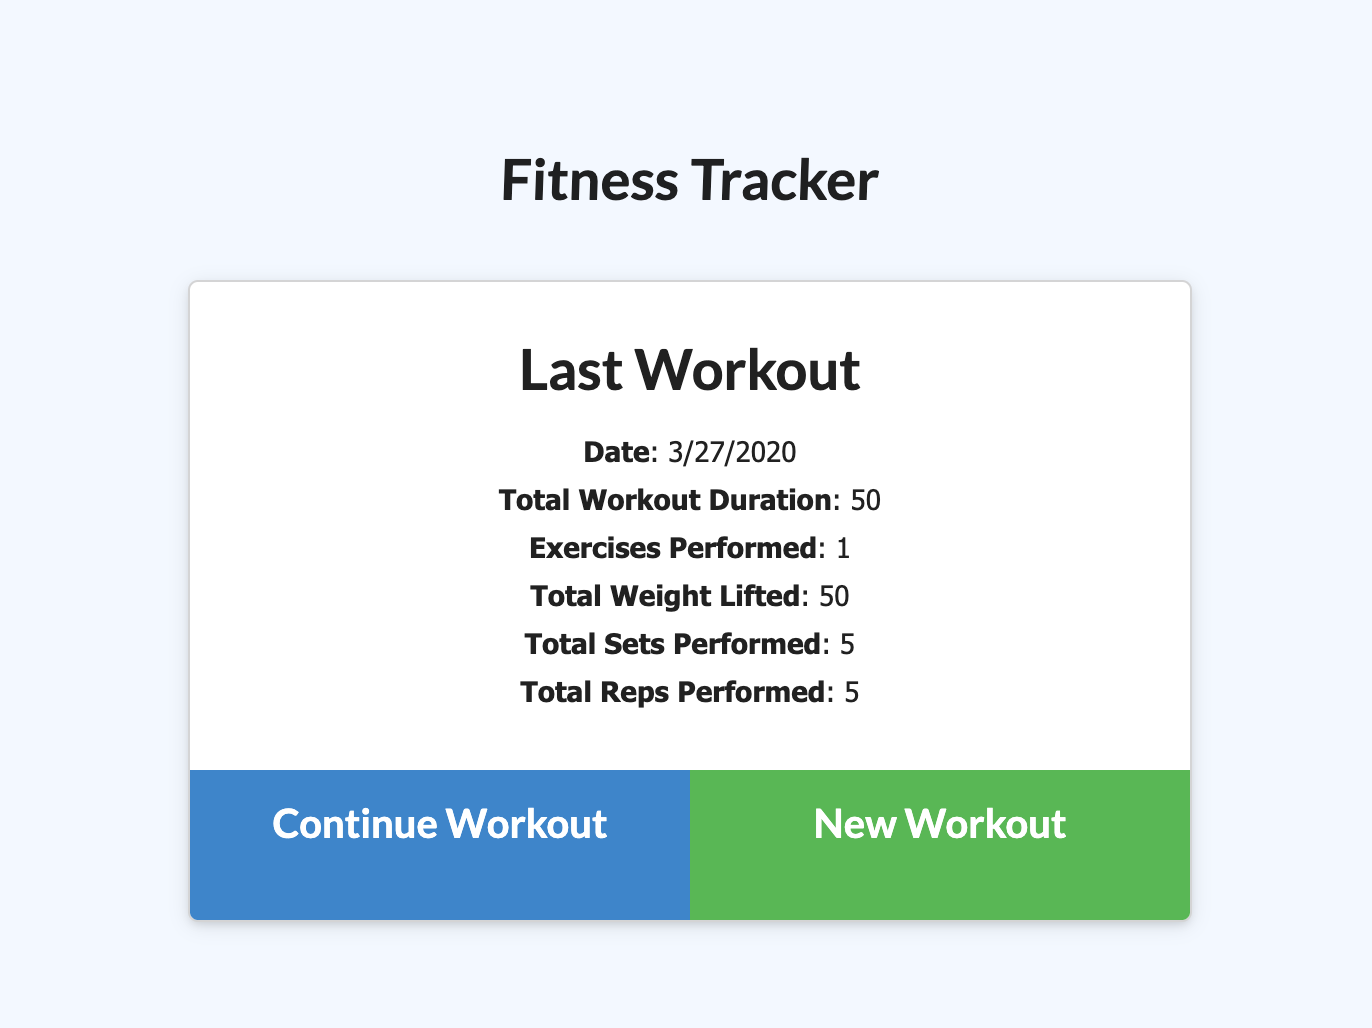 Fitness Tracker
Last Workout
Date: 3/27/2020
Total Workout Duration: 50
Exercises Performed: 1
Total Weight Lifted: 50
Total Sets Performed: 5
Total Reps Performed: 5
Continue Workout
New Workout